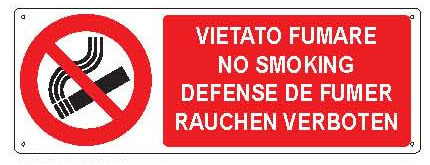 VIETATO FUMARE
NO SMOKING
DEFENSE DE FUMER
RAUCHEN VERBOTEN